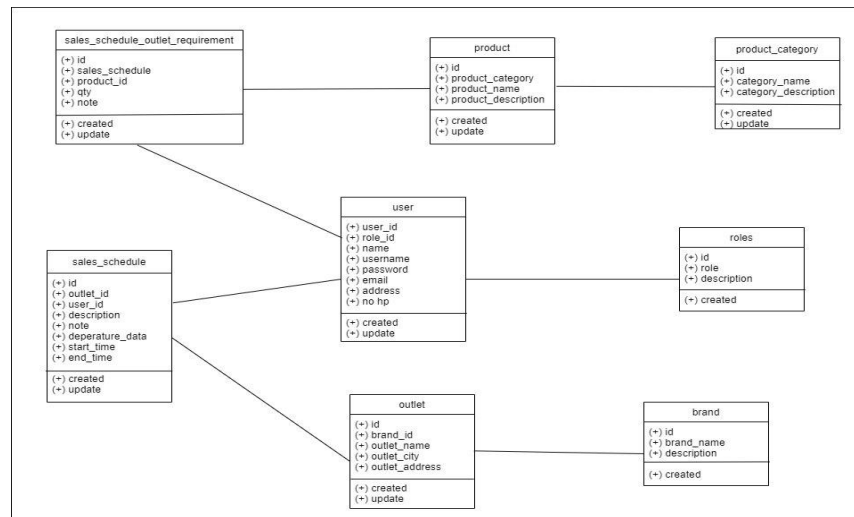 sales_schedule_outlet_requirement
(+) id
(+) sales_schedule
(+) product_id
(+) qty
(+) note
(+) created
(+) update
product
(+) id
(+) product_category
(+) product_name
(+) product_description
(+) created
(+) update
product_category
(+) id
(+) category_name
(+) category_description
(+) created
(+) update
user
(+) user_id
(+) role_id
(+) name
(+) username
(+) password
(+) email
(+) address
(+) no hp
(+) created
(+) update
roles
(+) id
(+) role
(+) description
(+) created
sales_schedule
(+) id
(+) outlet_id
(+) user_id
(+) description
(+) note
(+) deperature_data
(+) start_time
(+) end_time
(+) created
(+) update
outlet
(+) id
(+) brand_id
(+) outlet_name
(+) outlet_city
(+) outlet_address
(+) created
(+) update
brand
(+) id
(+) brand_name
(+) description
(+) created